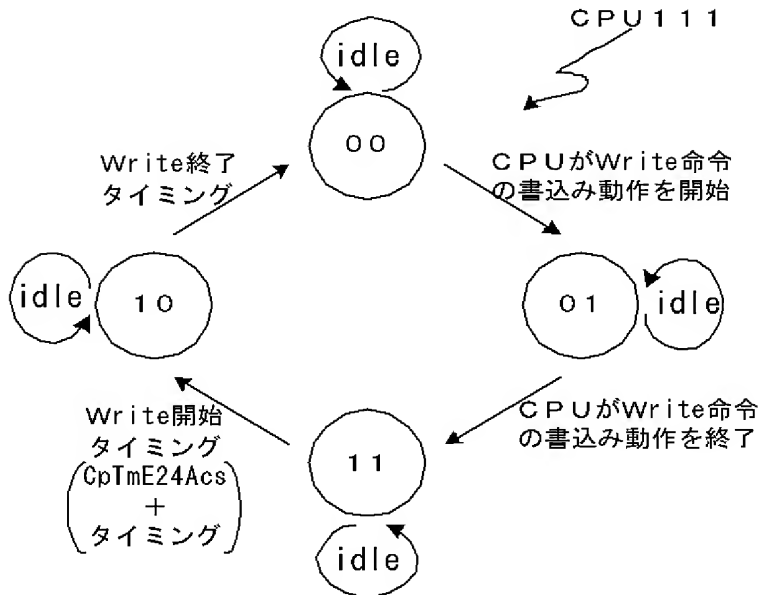 CPU111
idle
00
Write終了
タイミング
CPUがWrite命令
の書込み動作を開始
idle
10
01
idle
Write開始
タイミング
CpTmE24Acs
+
タイミング
CPUがWrite命令
の書込み動作を終了
11
idle